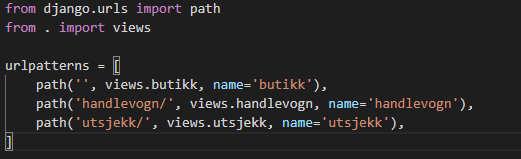 from django.urls import path
from . import views
urlpatterns = [
    path('', views.butikk, name='butikk'),
    path('handlevogn/', views.handlevogn, name='handlevogn'),
    path('utsjekk/', views.utsjekk, name='utsjekk'),
]